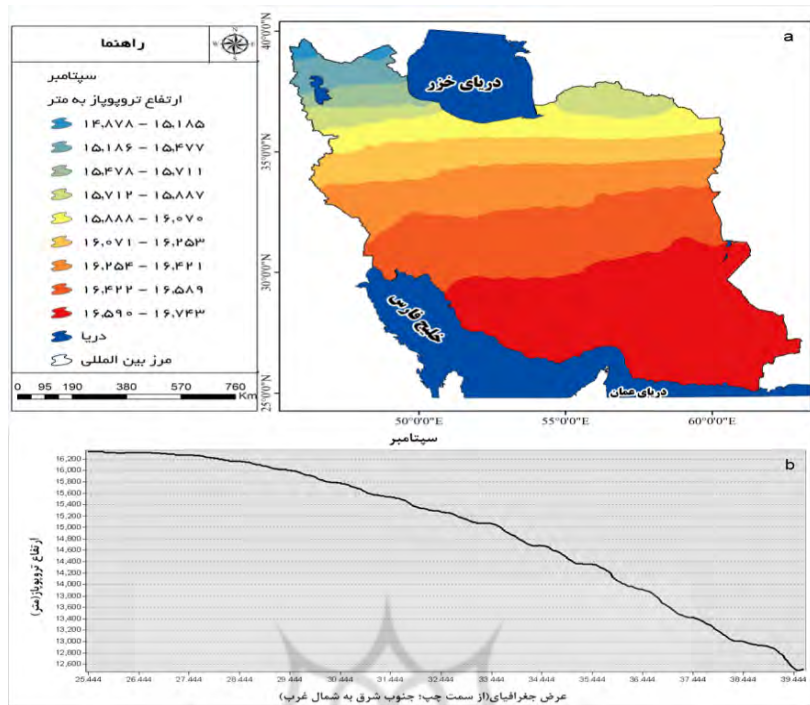 راهنما
سپتامبر
ارتفاع تروپوپاز به متر
۱۴,۸۷۸ – ۱۵,۱۸۵
۱۵,۱۸۶ – ۱۵,۴۷۷
۱۵,۴۷۸ – ۱۵,۷۱۱
۱۵,۷۱۲ – ۱۵,۸۸۷
۱۵,۸۸۸ – ۱۶,۰۷۰
۱۶,۰۷۱ – ۱۶,۲۵۳
۱۶,۲۵۴ – ۱۶,۴۲۱
۱۶,۴۲۲ – ۱۶,۵۸۹
۱۶,۵۹۰ – ۱۶,۷۴۳
دریا
مرز بین المللی
0 95 190 380 570 760
Km
a
دریای خزر
خلیج فارس
دریای عمان
40°0'0"N
35°0'0"N
30°0'0"N
25°0'0"N
50°0'0"E 55°0'0"E 60°0'0"E
سپتامبر
b
ارتفاع تروپوپاز(متر)
16,200
16,000
15,800
15,600
15,400
15,200
15,000
14,800
14,600
14,400
14,200
14,000
13,800
13,600
13,400
13,200
13,000
12,800
12,600
25.444 26.444 27.444 28.444 29.444 30.444 31.444 32.444 33.444 34.444 35.444 36.444 37.444 38.444 39.444
عرض جغرافیای(از سمت چپ: جنوب شرق به شمال غرب)